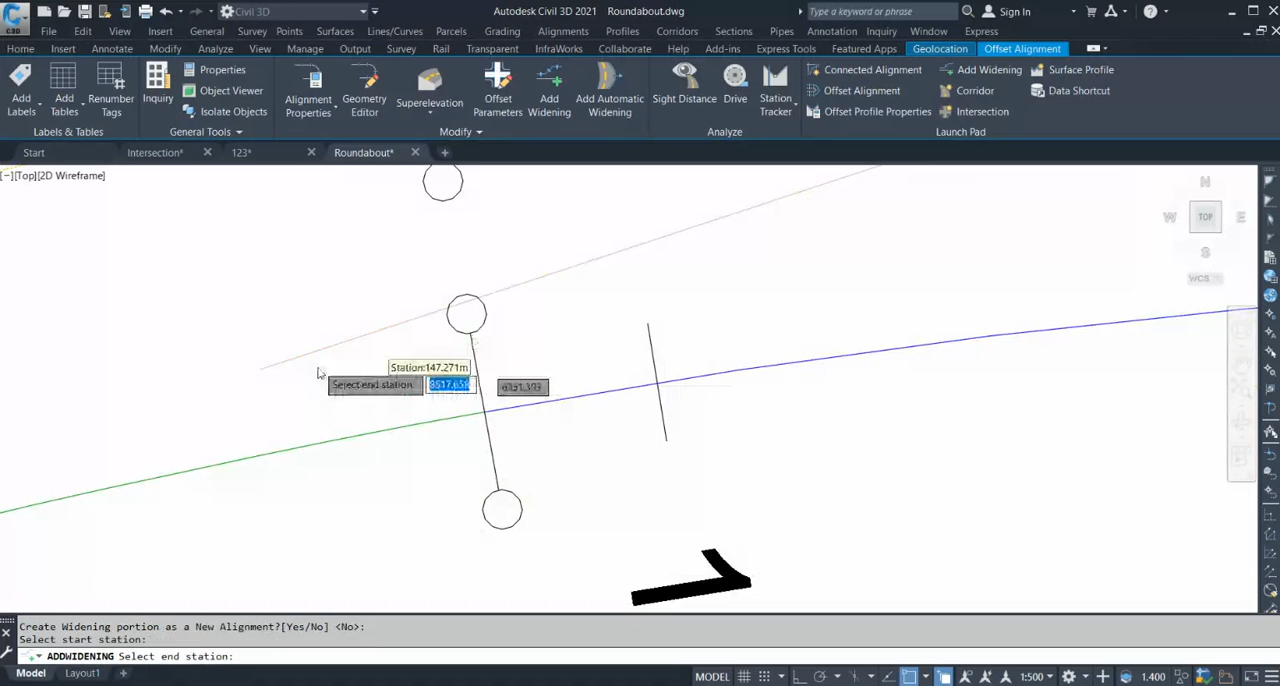 C3D
Civil 3D
Autodesk Civil 3D 2021 Roundabout.dwg
Type a keyword or phrase
Sign In
File Edit View Insert General Survey Points Surfaces Lines/Curves Parcels Grading Alignments Profiles Corridors Sections Pipes Annotation Inquiry Window Express
Home Insert Annotate Modify Analyze View Manage Output Survey Rail Transparent InfraWorks Collaborate Help Add-ins Express Tools Featured Apps Geolocation Offset Alignment
Add Labels
Add Tables
Renumber Tags
Labels & Tables
Inquiry
Properties
Object Viewer
Isolate Objects
General Tools
Alignment Properties
Geometry Editor
Superelevation
Offset Parameters
Add Widening
Add Automatic Widening
Modify
Sight Distance
Drive
Station Tracker
Analyze
Connected Alignment
Offset Alignment
Offset Profile Properties
Add Widening
Corridor
Intersection
Surface Profile
Data Shortcut
Launch Pad
Start Intersection* 123* Roundabout*
[−][Top][2D Wireframe]
N
W TOP E
S
WCS
Station:147.271m
Select end station:
1
Create Widening portion as a New Alignment?[Yes/No] <No>:
Select start station:
ADDWIDENING Select end station:
Model Layout1
MODEL
1:500
1.400